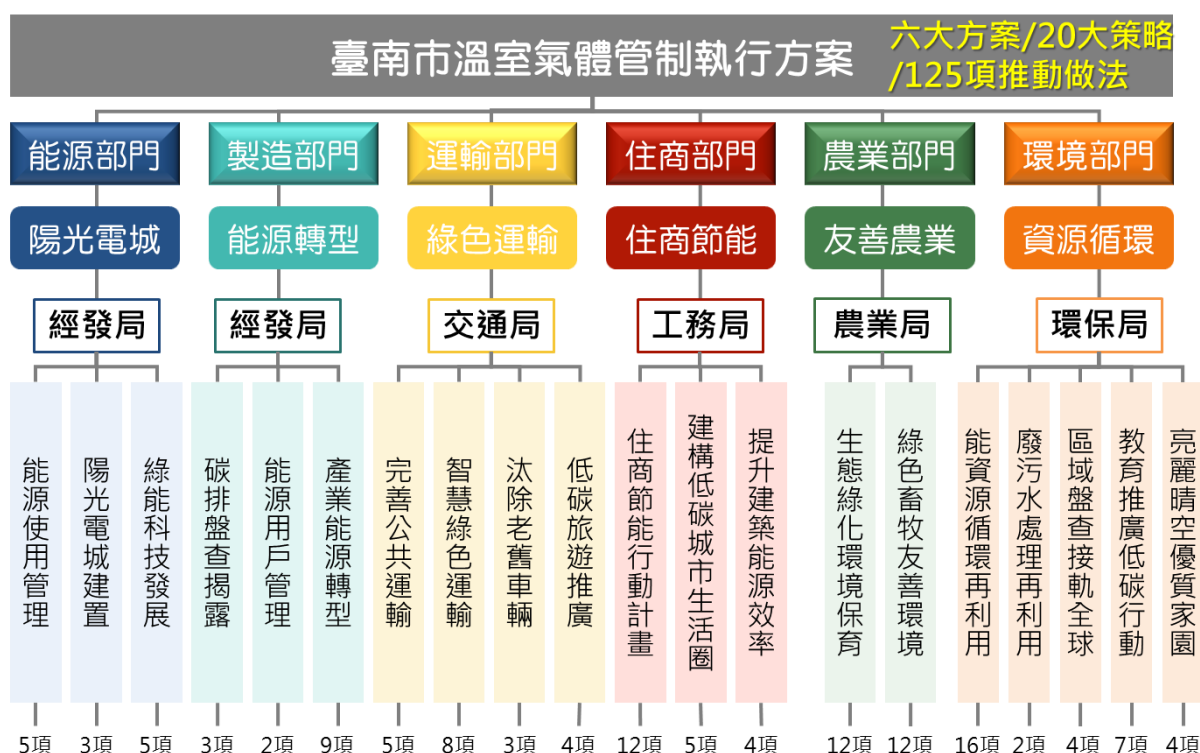 臺南市溫室氣體管制執行方案
六大方案/20大策略
/125項推動做法
能源部門
製造部門
運輸部門
住商部門
農業部門
環境部門
陽光電城
能源轉型
綠色運輸
住商節能
友善農業
資源循環
經發局
經發局
交通局
工務局
農業局
環保局
能源使用管理
陽光電城建置
綠能科技發展
碳排盤查揭露
能源用戶管理
產業能源轉型
完善公共運輸
智慧綠色運輸
汰除老舊車輛
低碳旅遊推廣
住商節能行動計畫
建構低碳城市生活圈
提升建築能源效率
生態綠化環境保育
綠色畜牧友善環境
能資源循環再利用
廢污水處理再利用
區域盤查接軌全球
教育推廣低碳行動
亮麗晴空優質家園
5項
3項
5項
3項
2項
9項
5項
8項
3項
4項
12項
5項
4項
12項
12項
16項
2項
4項
7項
4項